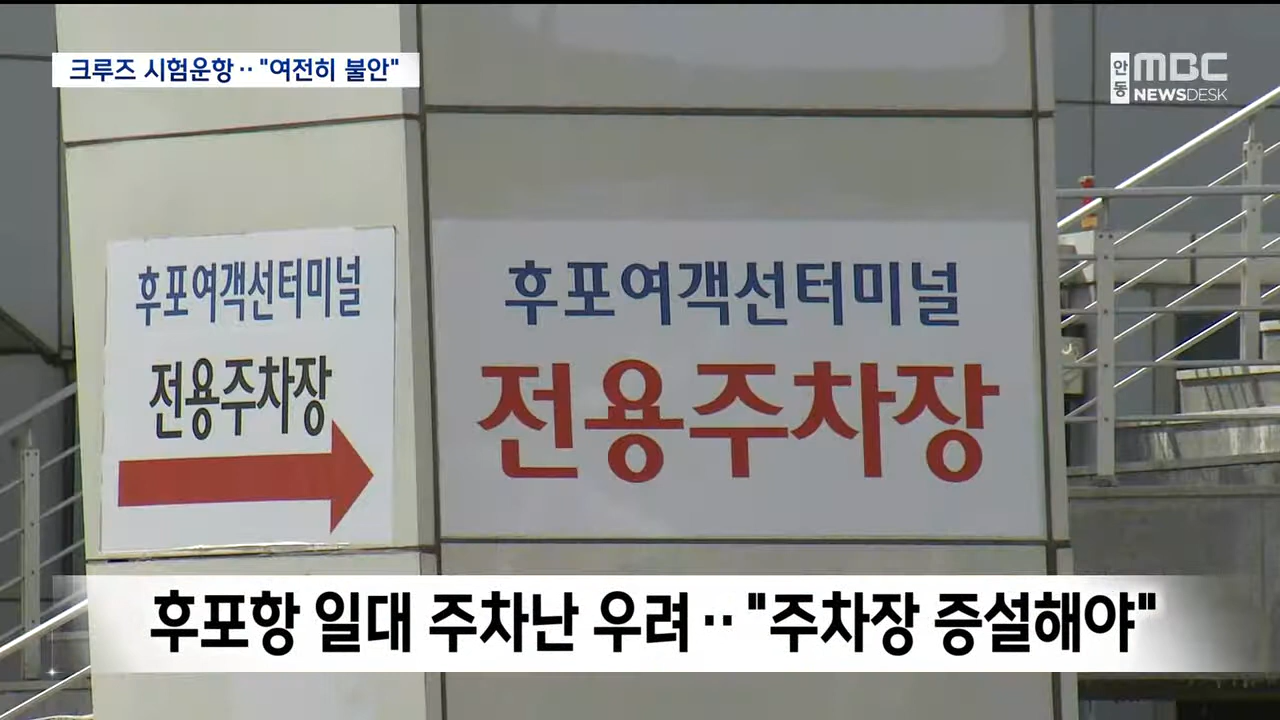 크루즈 시험운항‥"여전히 불안"
안동 MBC NEWSDESK
후포여객선터미널
전용주차장
후포여객선터미널
전용주차장
후포항 일대 주차난 우려‥"주차장 증설해야"